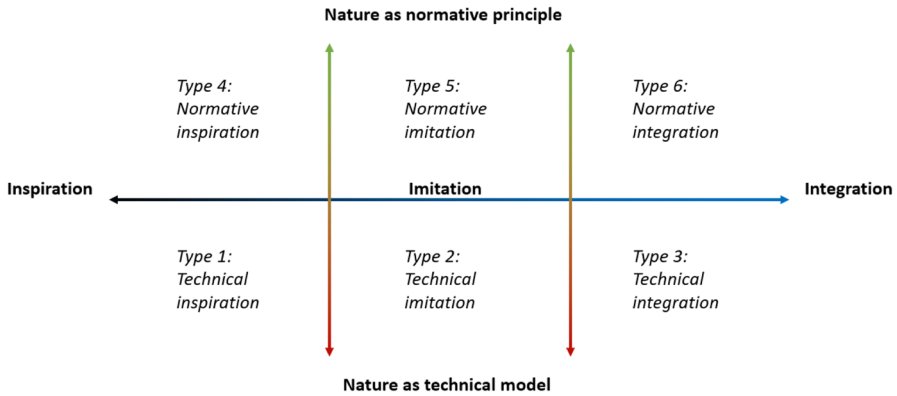 Nature as normative principle
Type 4:
Normative
inspiration
Type 5:
Normative
imitation
Type 6:
Normative
integration
Inspiration
Imitation
Integration
Type 1:
Technical
inspiration
Type 2:
Technical
imitation
Type 3:
Technical
integration
Nature as technical model